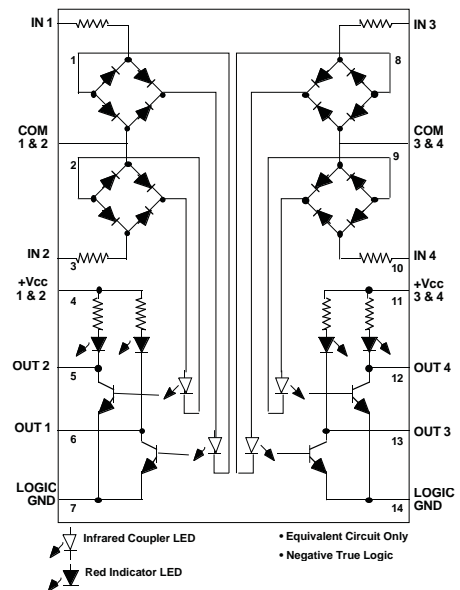 IN 1
IN 3
1
8
COM
1 & 2
COM
3 & 4
2
9
IN 2
3
IN 4
10
+Vcc
1 & 2
4
+Vcc
3 & 4
11
OUT 2
5
OUT 4
12
OUT 1
6
OUT 3
13
LOGIC
GND
7
LOGIC
GND
14
Infrared Coupler LED
• Equivalent Circuit Only
• Negative True Logic
Red Indicator LED